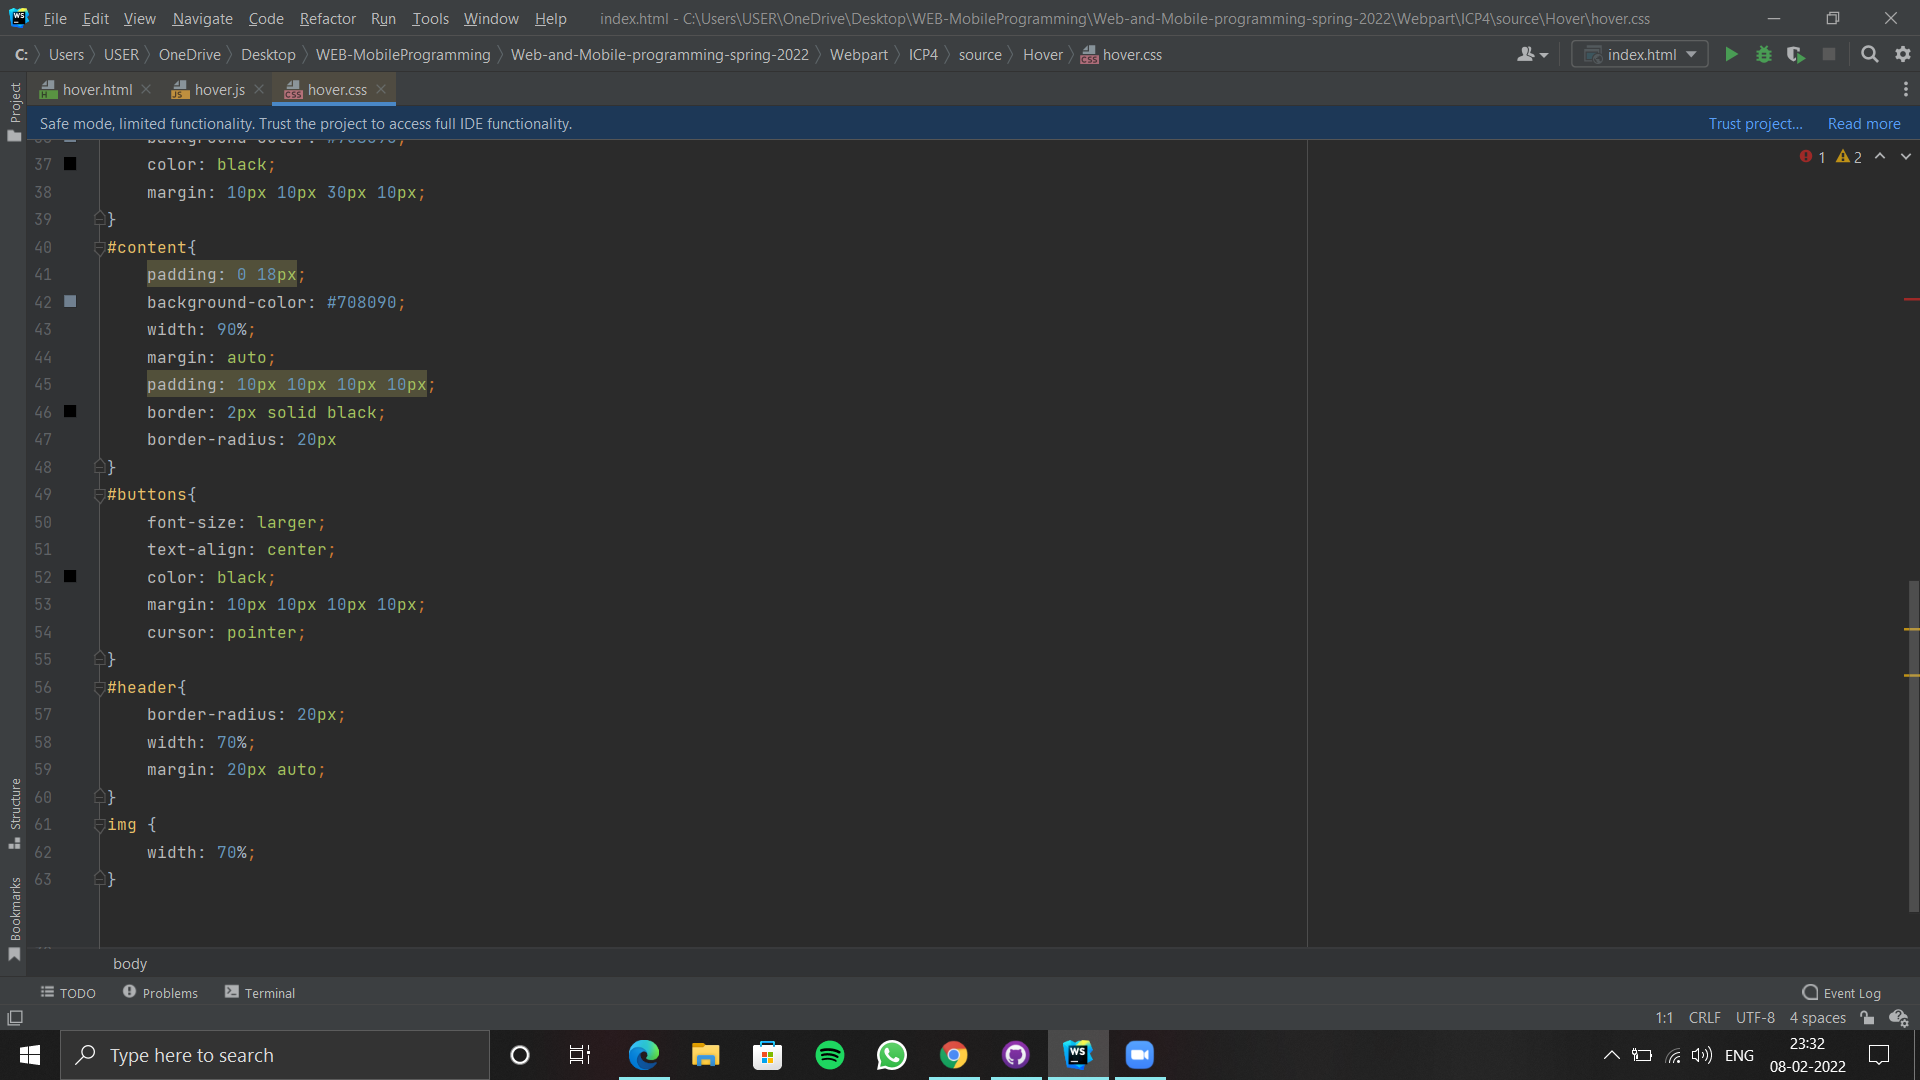 File Edit View Navigate Code Refactor Run Tools Window Help index.html - C:\Users\USER\OneDrive\Desktop\WEB-MobileProgramming\Web-and-Mobile-programming-spring-2022\Webpart\ICP4\source\Hover\hover.css
C: Users USER OneDrive Desktop WEB-MobileProgramming Web-and-Mobile-programming-spring-2022 Webpart ICP4 source Hover hover.css index.html
hover.html hover.js hover.css
Project
Safe mode, limited functionality. Trust the project to access full IDE functionality. Trust project... Read more
1 2
36 background-color: #708090;
37 color: black;
38 margin: 10px 10px 30px 10px;
39 }
40 #content{
41 padding: 0 18px;
42 background-color: #708090;
43 width: 90%;
44 margin: auto;
45 padding: 10px 10px 10px 10px;
46 border: 2px solid black;
47 border-radius: 20px
48 }
49 #buttons{
50 font-size: larger;
51 text-align: center;
52 color: black;
53 margin: 10px 10px 10px 10px;
54 cursor: pointer;
55 }
56 #header{
57 border-radius: 20px;
58 width: 70%;
59 margin: 20px auto;
60 }
61 img {
62 width: 70%;
63 }
Structure
Bookmarks
body
TODO Problems Terminal Event Log
1:1 CRLF UTF-8 4 spaces
Type here to search
WS
ENG
23:32
08-02-2022